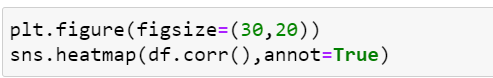 plt.figure(figsize=(30,20))
sns.heatmap(df.corr(),annot=True)